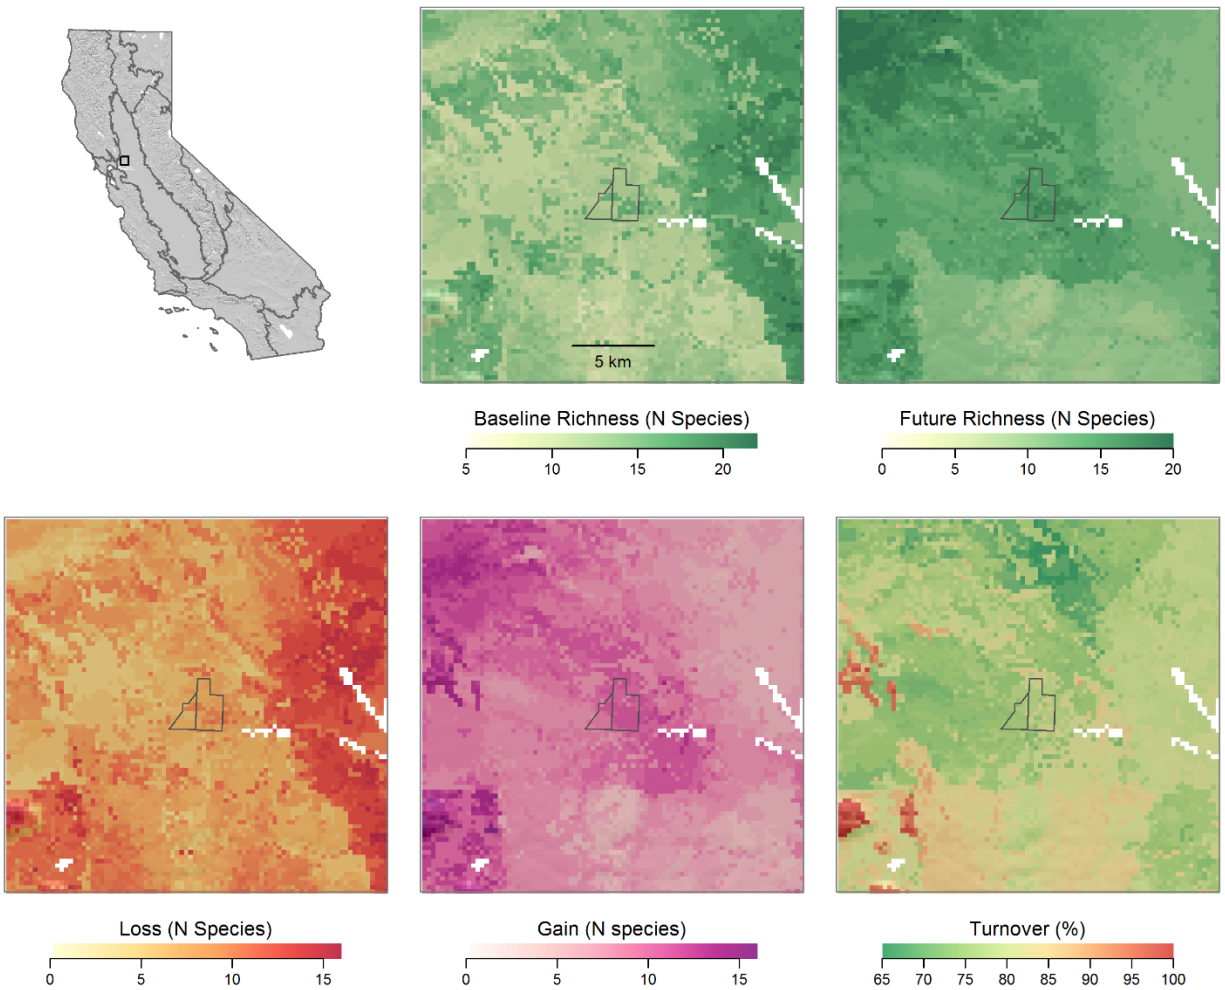 5 km
Baseline Richness (N Species)
5 10 15 20
Future Richness (N Species)
0 5 10 15 20
Loss (N Species)
0 5 10 15
Gain (N species)
0 5 10 15
Turnover (%)
65 70 75 80 85 90 95 100